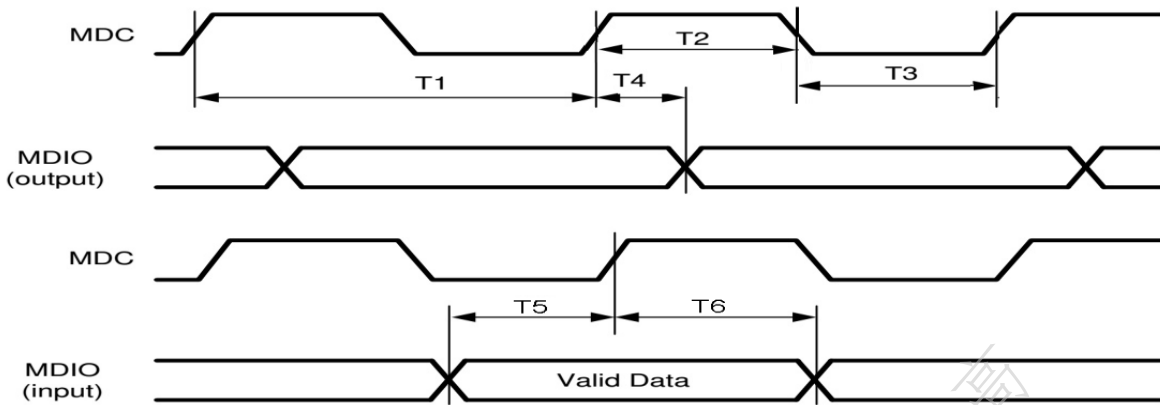 MDC
T1
T2
T3
T4
MDIO
(output)
MDC
T5
T6
MDIO
(input)
Valid Data